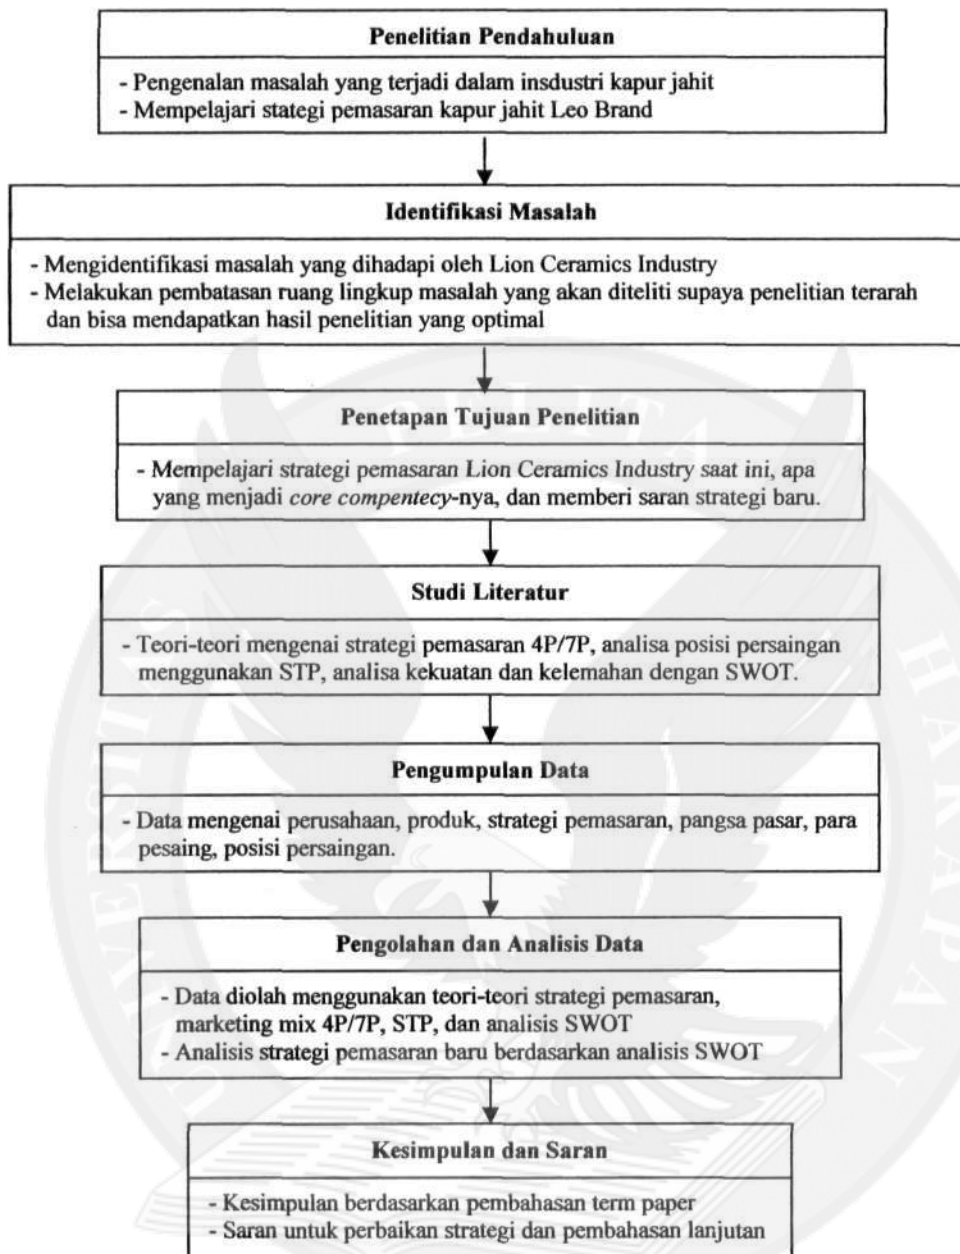 Penelitian Pendahuluan
- Pengenalan masalah yang terjadi dalam insdustri kapur jahit
- Mempelajari stategi pemasaran kapur jahit Leo Brand
Identifikasi Masalah
- Mengidentifikasi masalah yang dihadapi oleh Lion Ceramics Industry
- Melakukan pembatasan ruang lingkup masalah yang akan diteliti supaya penelitian terarah
dan bisa mendapatkan hasil penelitian yang optimal
Penetapan Tujuan Penelitian
- Mempelajari strategi pemasaran Lion Ceramics Industry saat ini, apa
yang menjadi core compentecy-nya, dan memberi saran strategi baru.
Studi Literatur
- Teori-teori mengenai strategi pemasaran 4P/7P, analisa posisi persaingan
menggunakan STP, analisa kekuatan dan kelemahan dengan SWOT.
Pengumpulan Data
- Data mengenai perusahaan, produk, strategi pemasaran, pangsa pasar, para
pesaing, posisi persaingan.
Pengolahan dan Analisis Data
- Data diolah menggunakan teori-teori strategi pemasaran,
marketing mix 4P/7P, STP, dan analisis SWOT
- Analisis strategi pemasaran baru berdasarkan analisis SWOT
Kesimpulan dan Saran
- Kesimpulan berdasarkan pembahasan term paper
- Saran untuk perbaikan strategi dan pembahasan lanjutan
UNIVERSITAS PELITA HARAPAN